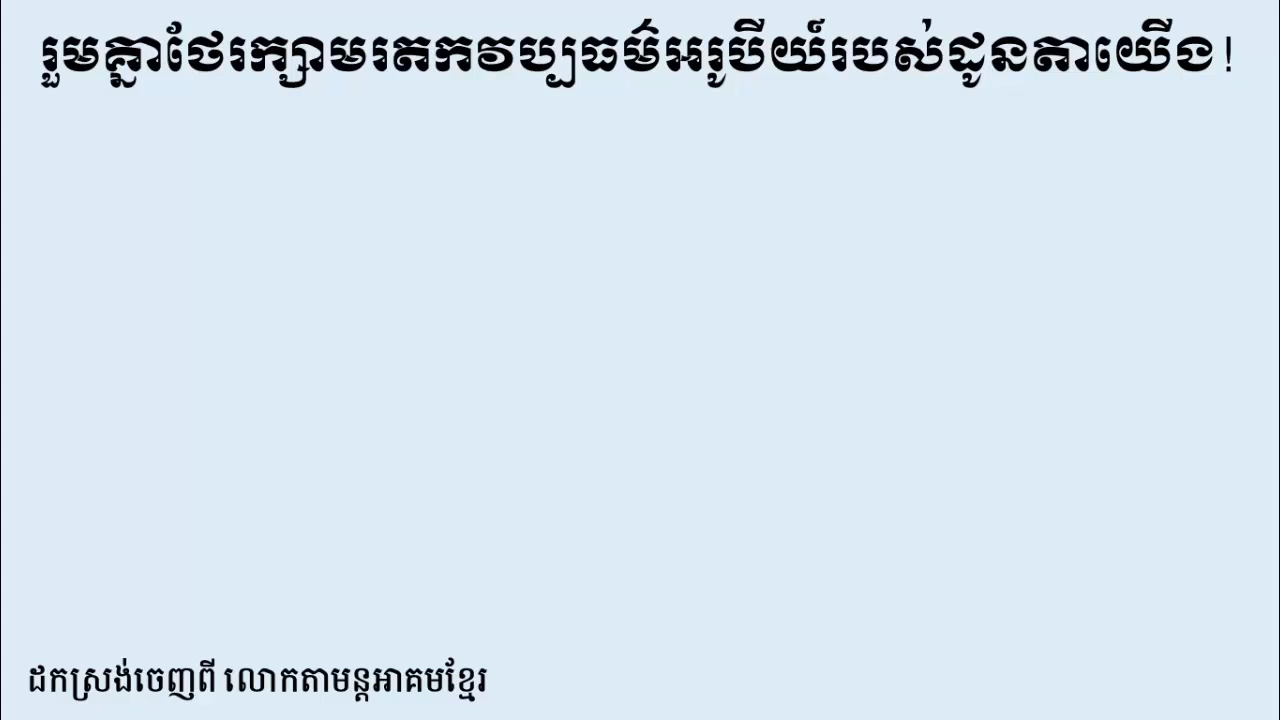 រួមគ្នាថែរក្សាមរតកវប្បធម៌អរូបីយ៍របស់ដូនតាយើង!
ដកស្រង់ចេញពី លោកតាមន្តអាគមខ្មែរ